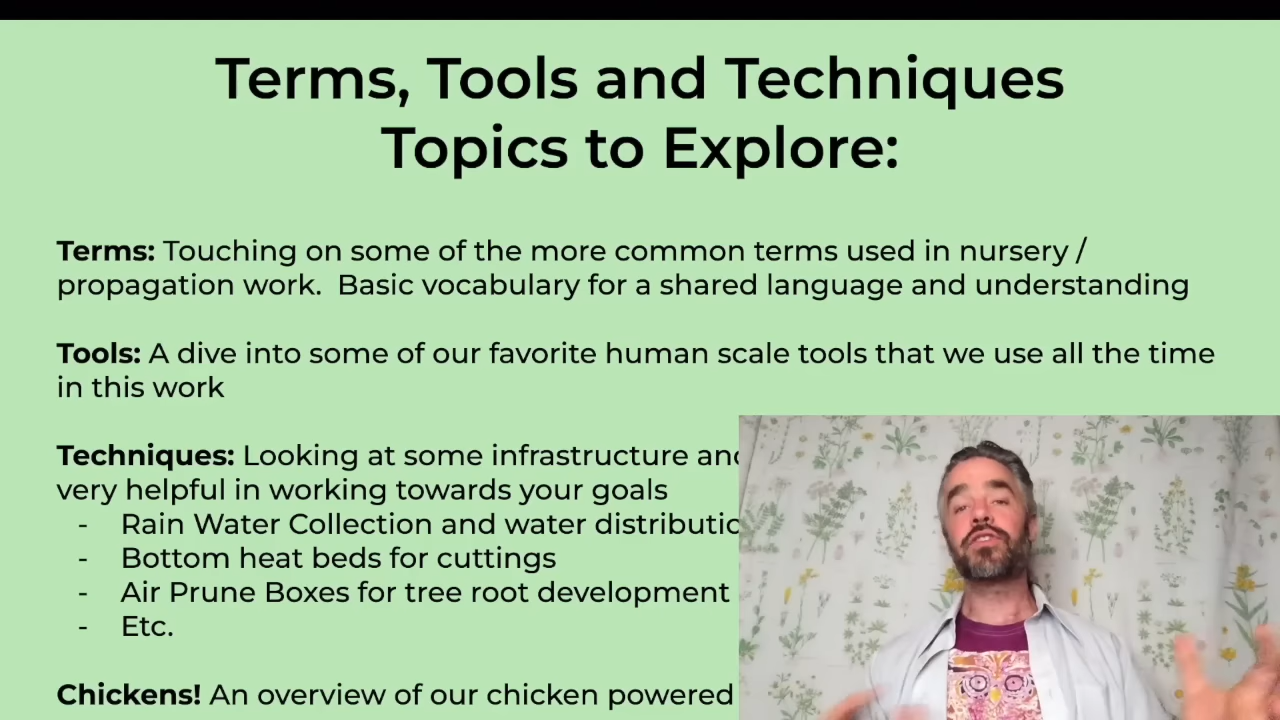 Terms, Tools and Techniques
Topics to Explore:
Terms: Touching on some of the more common terms used in nursery /
propagation work.  Basic vocabulary for a shared language and understanding
Tools: A dive into some of our favorite human scale tools that we use all the time
in this work
Techniques: Looking at some infrastructure
very helpful in working towards your goals
- Rain Water Collection and water
- Bottom heat beds for cuttings
- Air Prune Boxes for tree root development
- Etc.
Chickens! An overview of our chicken powered